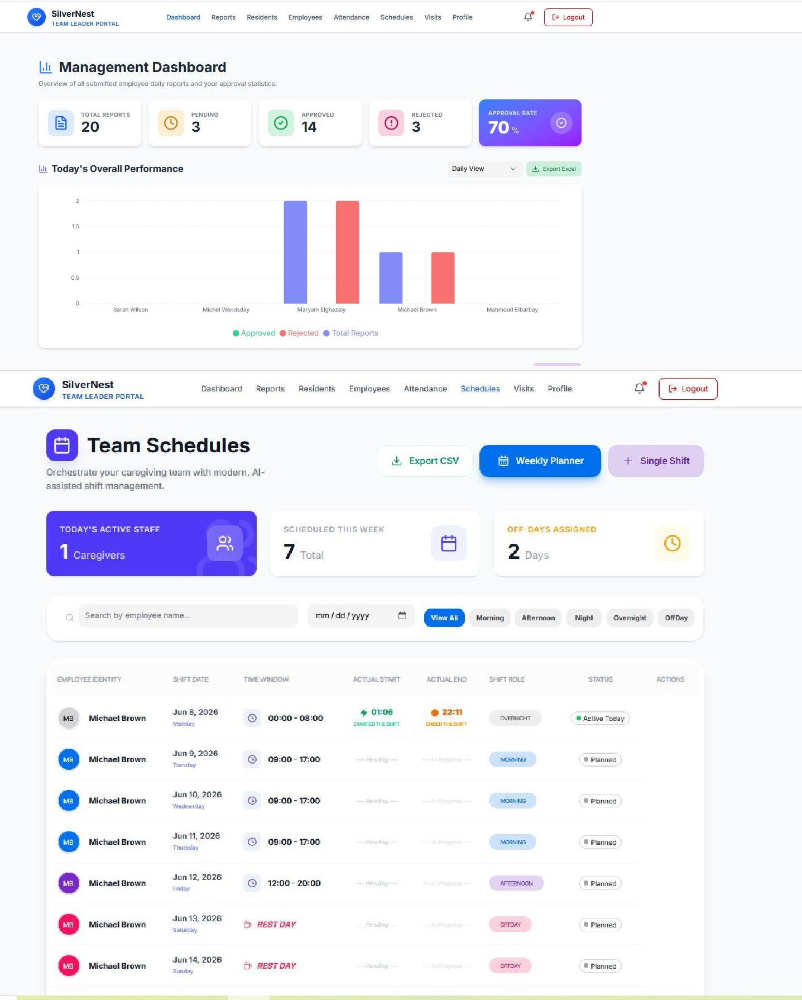 SilverNest
TEAM LEADER PORTAL
Dashboard Reports Residents Employees Attendance Schedules Visits Profile
Logout
Management Dashboard
Overview of all submitted employee daily reports and your approval statistics.
TOTAL REPORTS
20
PENDING
3
APPROVED
14
REJECTED
3
APPROVAL RATE
70 %
Today's Overall Performance
Daily View
Export Excel
2
1.5
1
0.5
0
Sarah Wilson Michel Wendsday Maryam Elghazaly Michael Brown Mahmoud Elbarbay
Approved Rejected Total Reports
SilverNest
TEAM LEADER PORTAL
Dashboard Reports Residents Employees Attendance Schedules Visits Profile
Logout
Team Schedules
Orchestrate your caregiving team with modern, AI-
assisted shift management.
Export CSV
Weekly Planner
Single Shift
TODAY'S ACTIVE STAFF
1 Caregivers
SCHEDULED THIS WEEK
7 Total
OFF-DAYS ASSIGNED
2 Days
Search by employee name...
mm / dd / yyyy
View All Morning Afternoon Night Overnight OffDay
EMPLOYEE IDENTITY SHIFT DATE TIME WINDOW ACTUAL START ACTUAL END SHIFT ROLE STATUS ACTIONS
MB Michael Brown Jun 8, 2026 00:00 - 08:00 01:06 22:11 OVERNIGHT Active Today
Monday STARTED THE SHIFT ENDED THE SHIFT
MB Michael Brown Jun 9, 2026 09:00 - 17:00 --- Pending --- --- In Progress --- MORNING Planned
Tuesday
MB Michael Brown Jun 10, 2026 09:00 - 17:00 --- Pending --- --- In Progress --- MORNING Planned
Wednesday
MB Michael Brown Jun 11, 2026 09:00 - 17:00 --- Pending --- --- In Progress --- MORNING Planned
Thursday
MB Michael Brown Jun 12, 2026 12:00 - 20:00 --- Pending --- --- In Progress --- AFTERNOON Planned
Friday
MB Michael Brown Jun 13, 2026 REST DAY --- Pending --- --- In Progress --- OFFDAY Planned
Saturday
MB Michael Brown Jun 14, 2026 REST DAY --- Pending --- --- In Progress --- OFFDAY Planned
Sunday